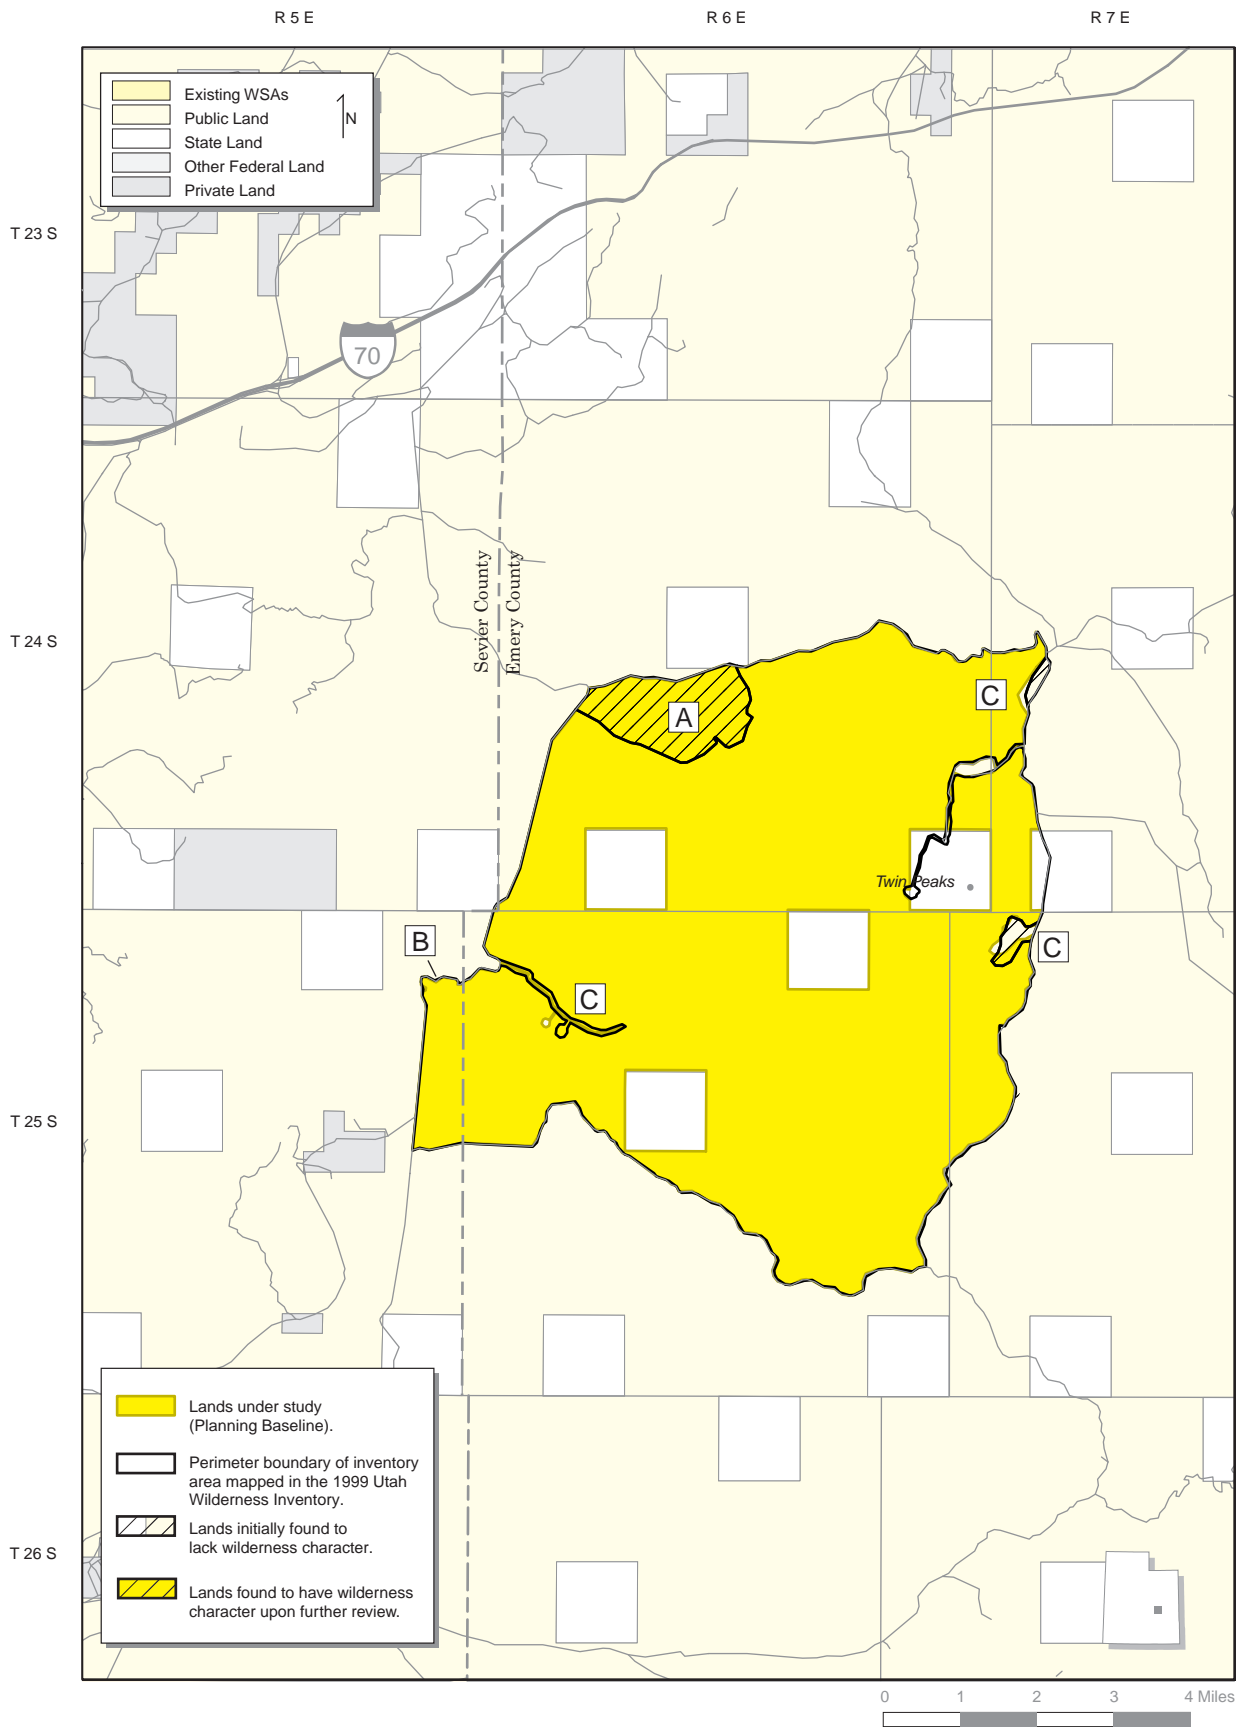 R 5 E
R 6 E
R 7 E
Existing WSAs
Public Land
State Land
Other Federal Land
Private Land
N
T 23 S
70
Sevier County
Emery County
T 24 S
A
C
Twin Peaks
B
C
C
T 25 S
Lands under study
(Planning Baseline).
Perimeter boundary of inventory
area mapped in the 1999 Utah
Wilderness Inventory.
Lands initially found to
lack wilderness character.
Lands found to have wilderness
character upon further review.
T 26 S
0 1 2 3 4 Miles